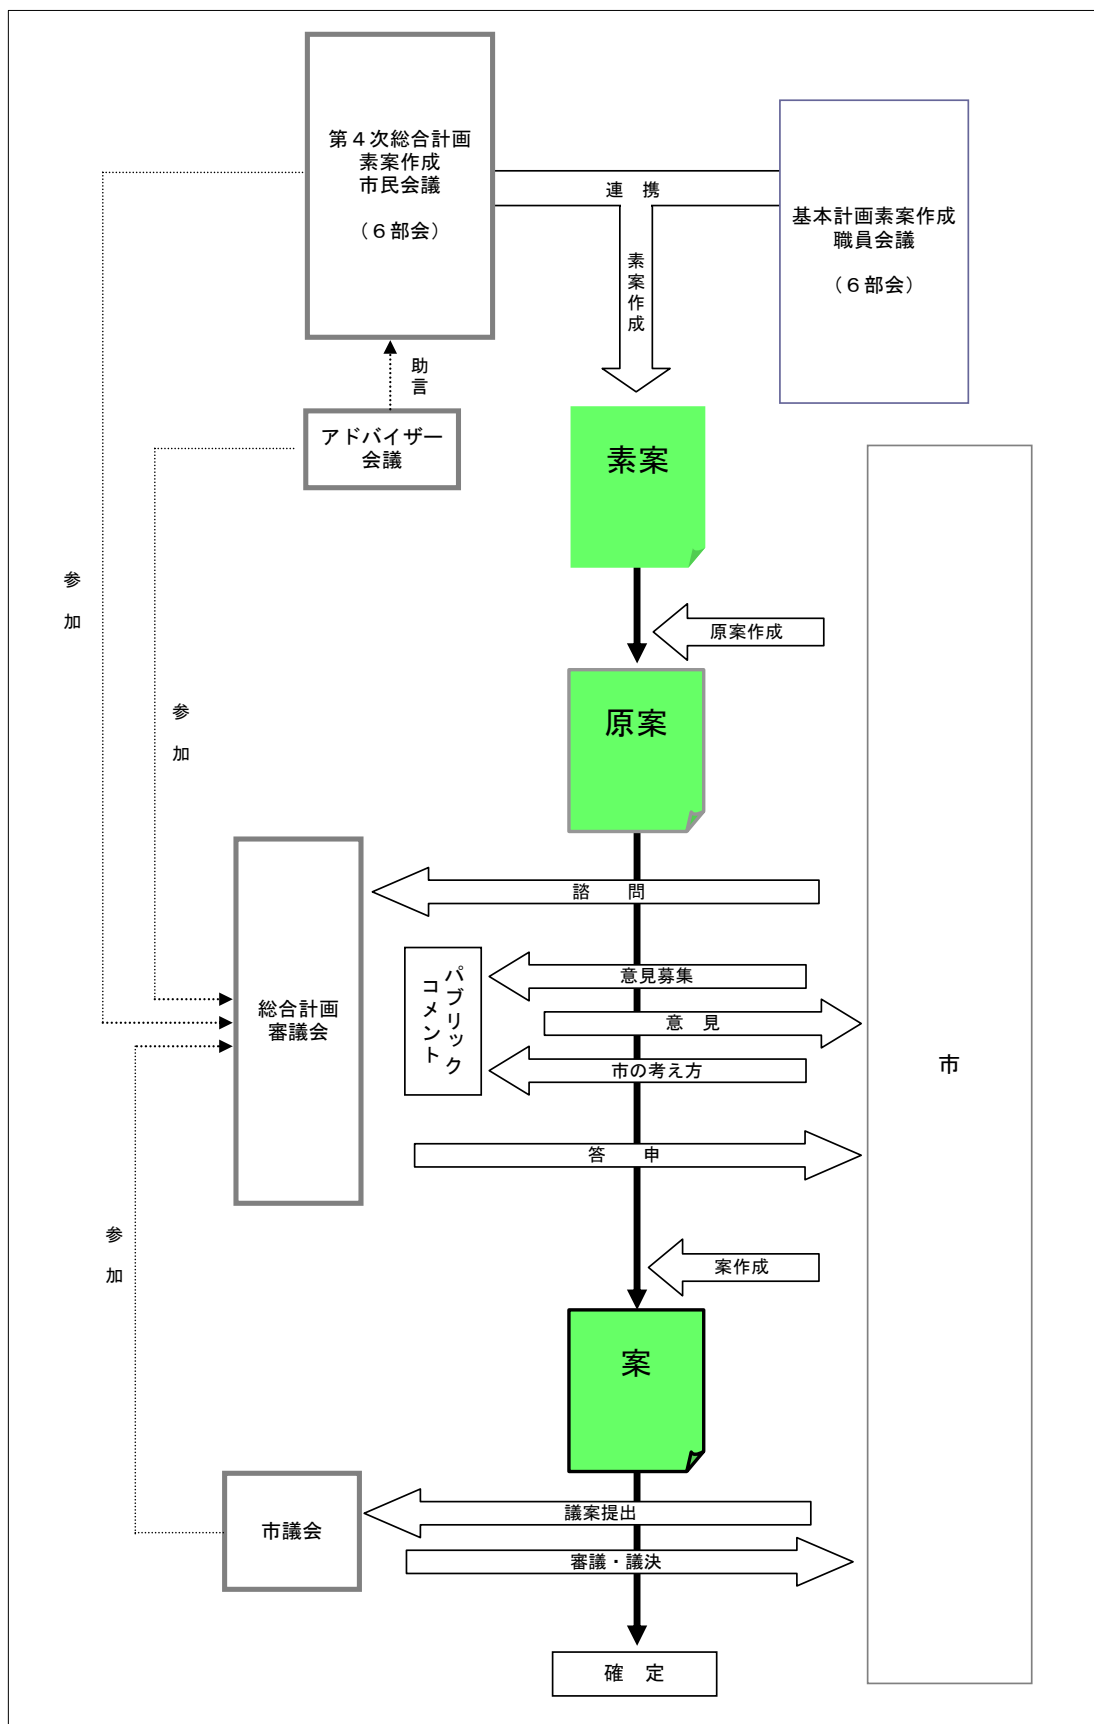 第４次総合計画
素案作成
市民会議
（６部会）
連　携
基本計画素案作成
職員会議
（６部会）
素案作成
助言
アドバイザー
会議
素案
参加
原案作成
原案
参加
諮　問
総合計画
審議会
パブリック
コメント
意見募集
意　見
市の考え方
市
答　申
参加
案作成
案
市議会
議案提出
審議・議決
確　定